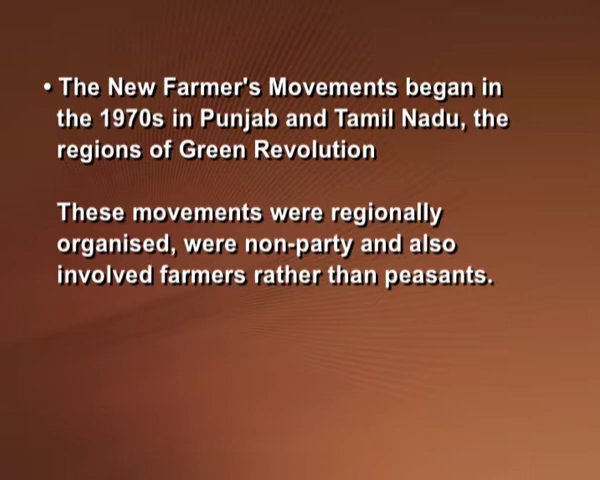 • The New Farmer's Movements began in
the 1970s in Punjab and Tamil Nadu, the
regions of Green Revolution
These movements were regionally
organised, were non-party and also
involved farmers rather than peasants.